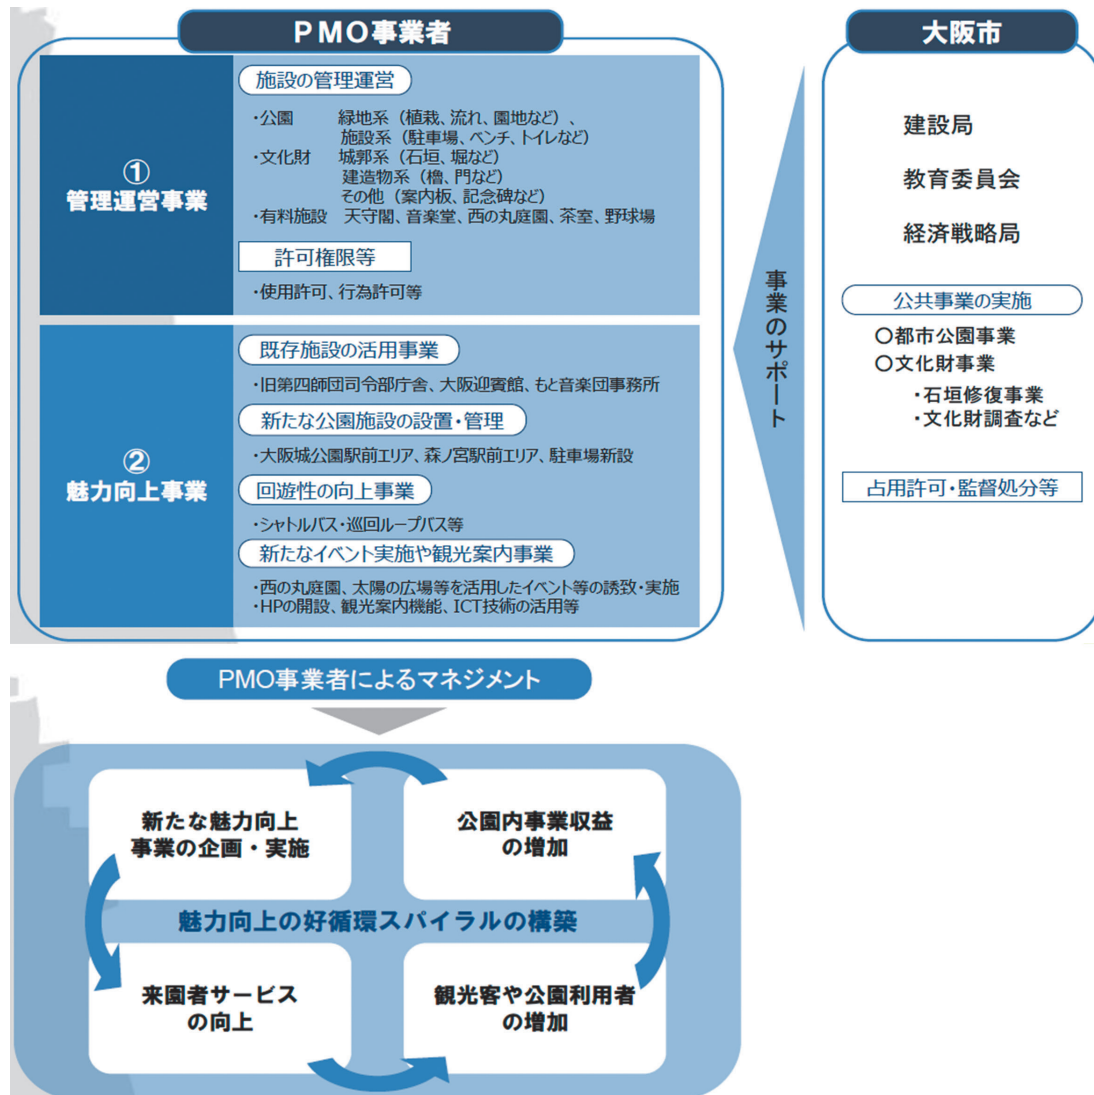 PMO事業者
①
管理運営事業
施設の管理運営
・公園　緑地系（植栽、流れ、園地など）、
施設系（駐車場、ベンチ、トイレなど）
・文化財　城郭系（石垣、堀など）
建造物系（櫓、門など）
その他（案内板、記念碑など）
・有料施設　天守閣、音楽堂、西の丸庭園、茶室、野球場
許可権限等
・使用許可、行為許可等
②
魅力向上事業
既存施設の活用事業
・旧第四師団司令部庁舎、大阪迎賓館、もと音楽団事務所
新たな公園施設の設置・管理
・大阪城公園駅前エリア、森ノ宮駅前エリア、駐車場新設
回遊性の向上事業
・シャトルバス・巡回ループバス等
新たなイベント実施や観光案内事業
・西の丸庭園、太陽の広場等を活用したイベント等の誘致・実施
・HPの開設、観光案内機能、ICT技術の活用等
事業のサポート
大阪市
建設局
教育委員会
経済戦略局
公共事業の実施
〇都市公園事業
〇文化財事業
・石垣修復事業
・文化財調査など
占用許可・監督処分等
PMO事業者によるマネジメント
新たな魅力向上
事業の企画・実施
公園内事業収益
の増加
魅力向上の好循環スパイラルの構築
来園者サービス
の向上
観光客や公園利用者
の増加